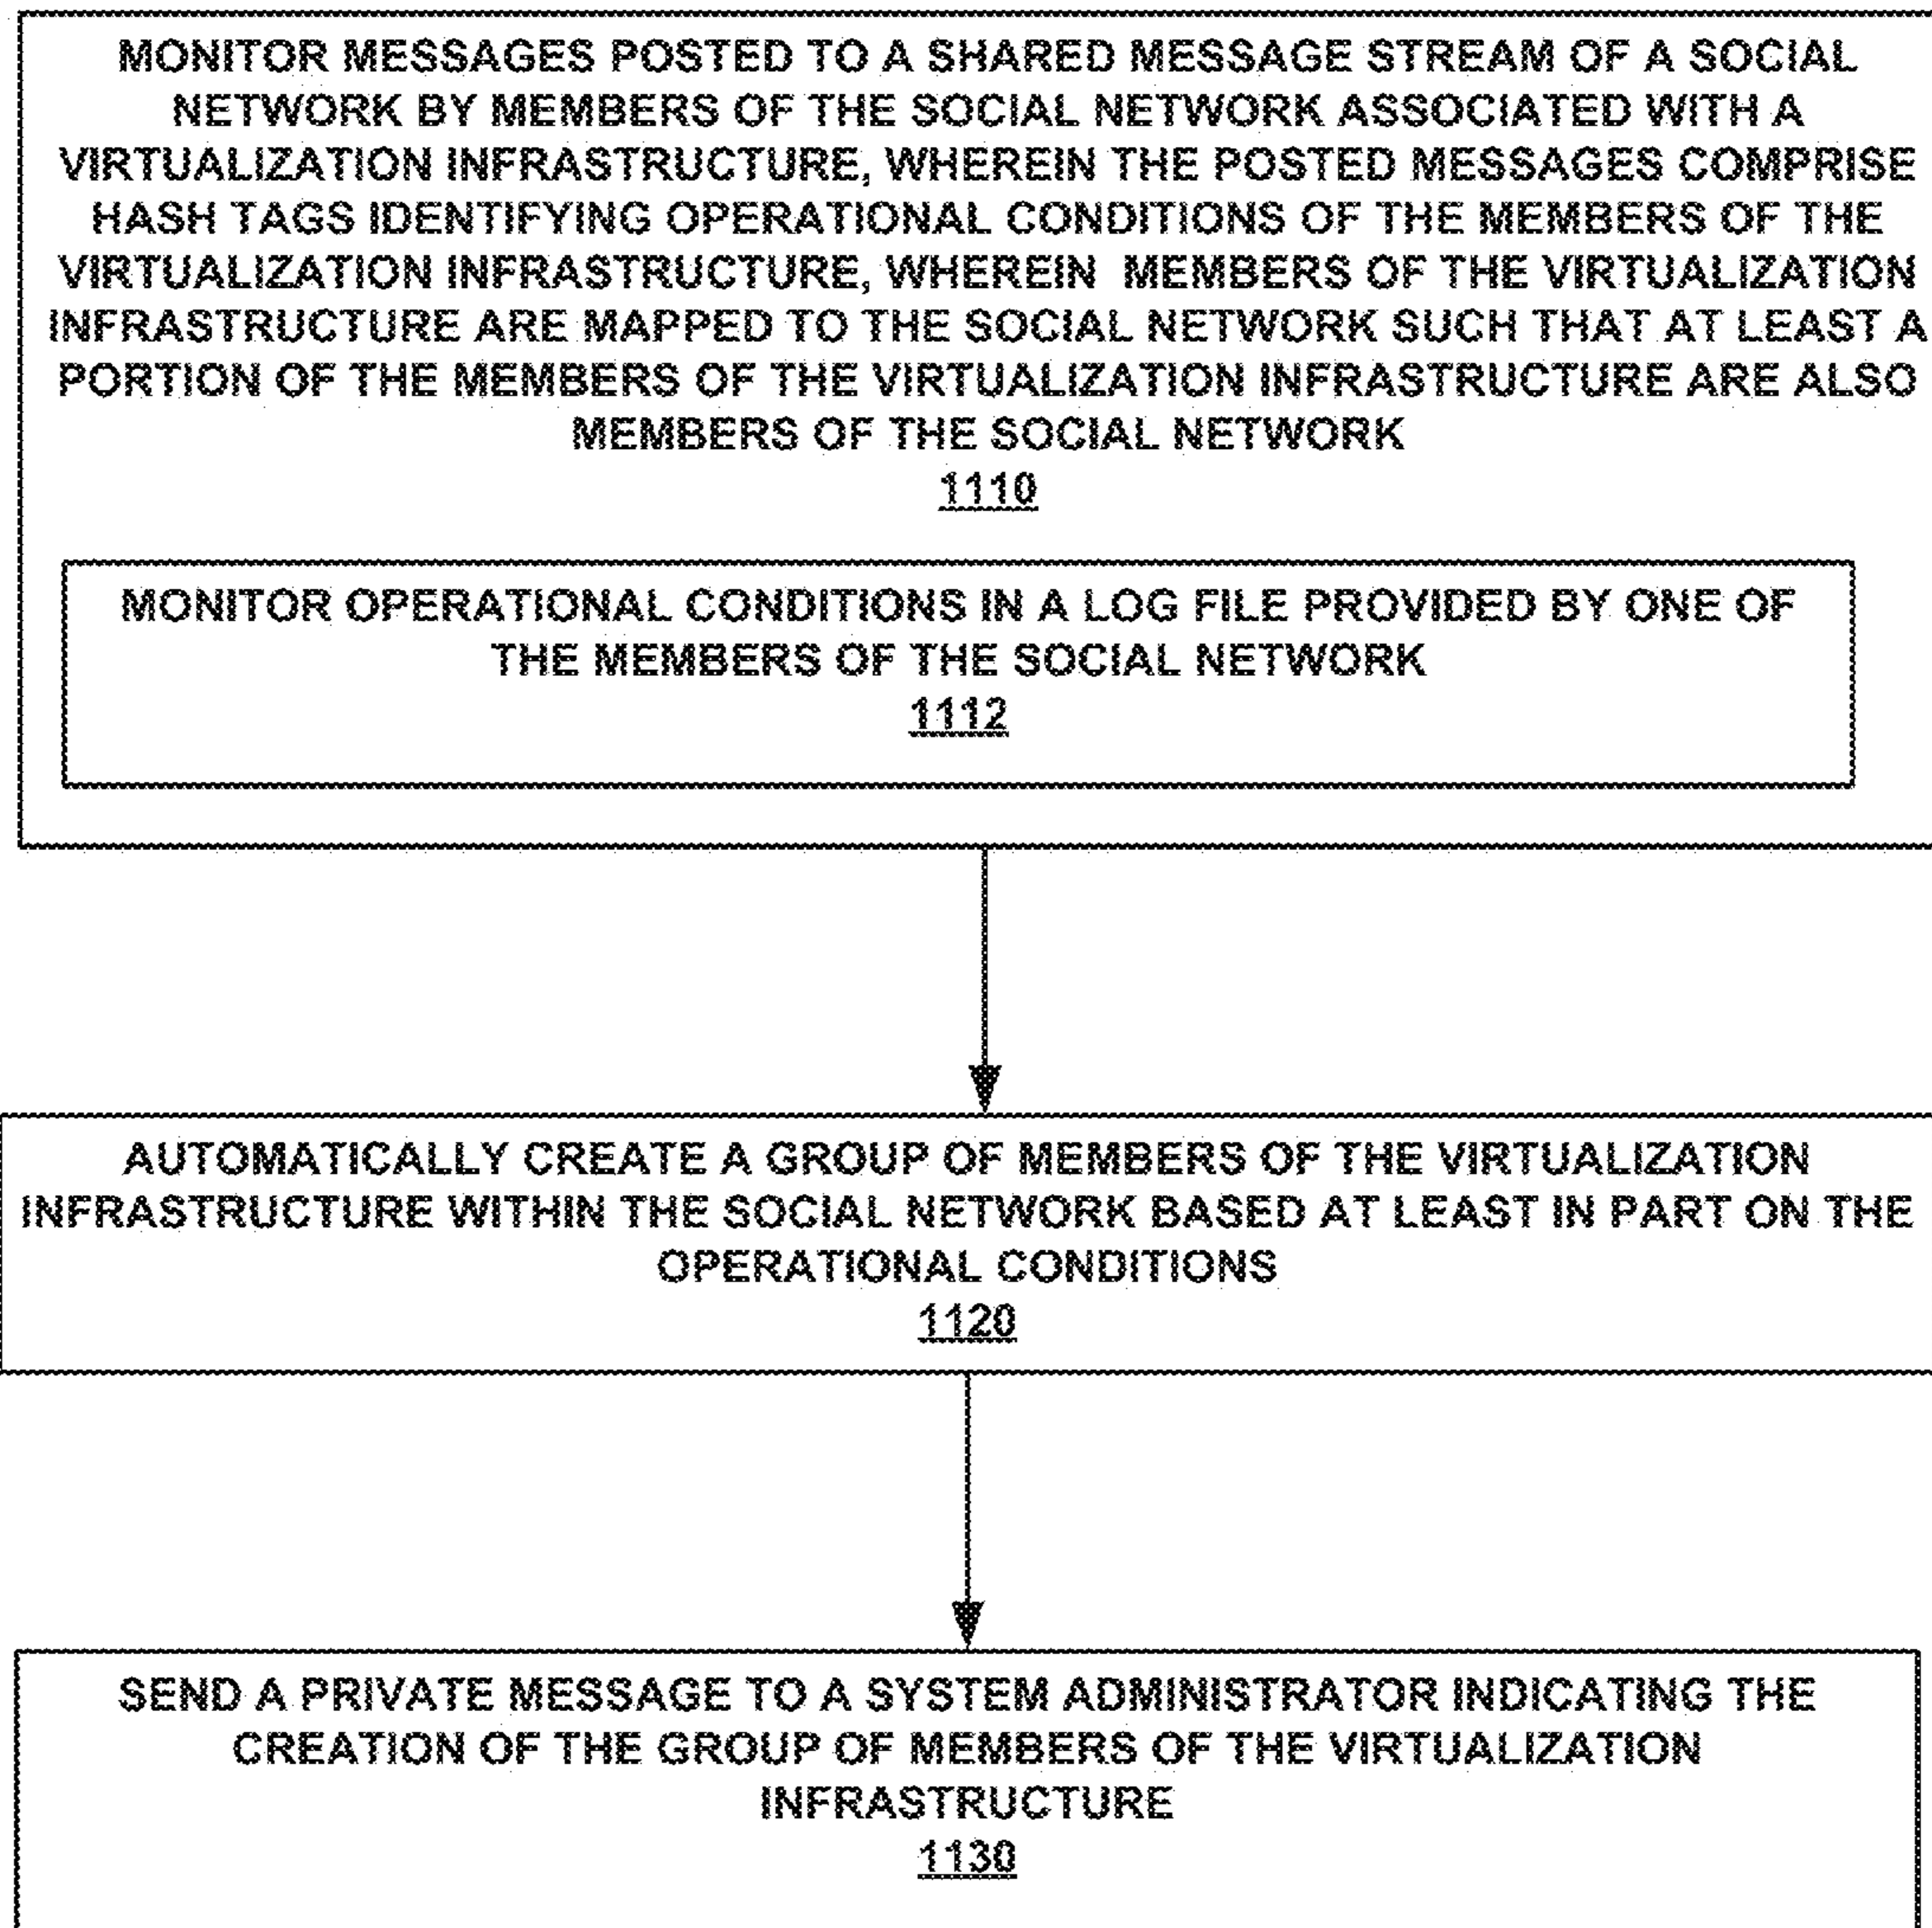 MONITOR MESSAGES POSTED TO A SHARED MESSAGE STREAM OF A SOCIAL
NETWORK BY MEMBERS OF THE SOCIAL NETWORK ASSOCIATED WITH A
VIRTUALIZATION INFRASTRUCTURE, WHEREIN THE POSTED MESSAGES COMPRISE
HASH TAGS IDENTIFYING OPERATIONAL CONDITIONS OF THE MEMBERS OF THE
VIRTUALIZATION INFRASTRUCTURE, WHEREIN MEMBERS OF THE VIRTUALIZATION
INFRASTRUCTURE ARE MAPPED TO THE SOCIAL NETWORK SUCH THAT AT LEAST A
PORTION OF THE MEMBERS OF THE VIRTUALIZATION INFRASTRUCTURE ARE ALSO
MEMBERS OF THE SOCIAL NETWORK
1110
MONITOR OPERATIONAL CONDITIONS IN A LOG FILE PROVIDED BY ONE OF
THE MEMBERS OF THE SOCIAL NETWORK
1112
AUTOMATICALLY CREATE A GROUP OF MEMBERS OF THE VIRTUALIZATION
INFRASTRUCTURE WITHIN THE SOCIAL NETWORK BASED AT LEAST IN PART ON THE
OPERATIONAL CONDITIONS
1120
SEND A PRIVATE MESSAGE TO A SYSTEM ADMINISTRATOR INDICATING THE
CREATION OF THE GROUP OF MEMBERS OF THE VIRTUALIZATION
INFRASTRUCTURE
1130